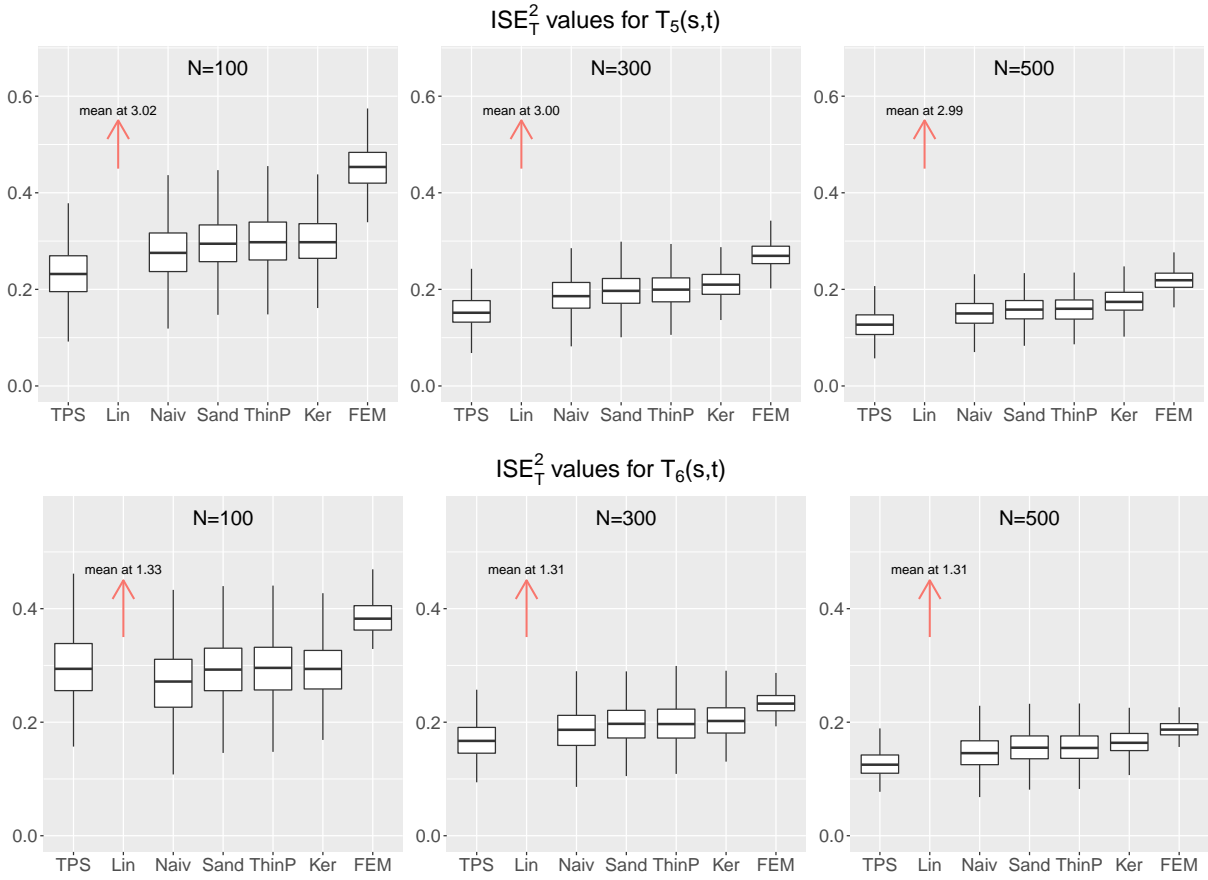 ISE²_T values for T₅(s,t)
N=100
N=300
N=500
mean at 3.02
mean at 3.00
mean at 2.99
0.6
0.4
0.2
0.0
0.6
0.4
0.2
0.0
0.6
0.4
0.2
0.0
TPS Lin Naiv Sand ThinP Ker FEM
TPS Lin Naiv Sand ThinP Ker FEM
TPS Lin Naiv Sand ThinP Ker FEM
ISE²_T values for T₆(s,t)
N=100
N=300
N=500
mean at 1.33
mean at 1.31
mean at 1.31
0.4
0.2
0.0
0.4
0.2
0.0
0.4
0.2
0.0
TPS Lin Naiv Sand ThinP Ker FEM
TPS Lin Naiv Sand ThinP Ker FEM
TPS Lin Naiv Sand ThinP Ker FEM